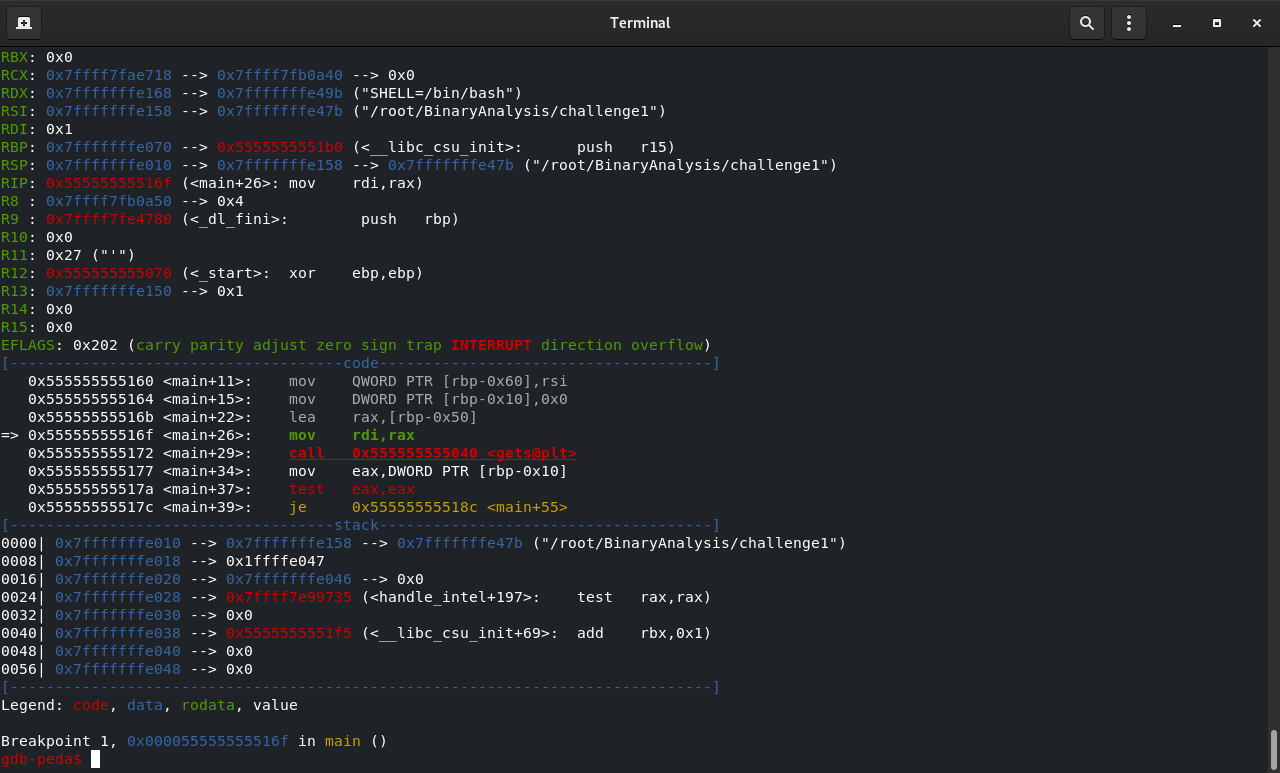 Terminal
RBX: 0x0
RCX: 0x7ffff7fae718 --> 0x7ffff7fb0a40 --> 0x0
RDX: 0x7fffffffe168 --> 0x7fffffffe49b ("SHELL=/bin/bash")
RSI: 0x7fffffffe158 --> 0x7fffffffe47b ("/root/BinaryAnalysis/challenge1")
RDI: 0x1
RBP: 0x7fffffffe070 --> 0x5555555551b0 (<__libc_csu_init>:      push   r15)
RSP: 0x7fffffffe010 --> 0x7fffffffe158 --> 0x7fffffffe47b ("/root/BinaryAnalysis/challenge1")
RIP: 0x55555555516f (<main+26>: mov    rdi,rax)
R8 : 0x7ffff7fb0a50 --> 0x4
R9 : 0x7ffff7fe4780 (<_dl_fini>:        push   rbp)
R10: 0x0
R11: 0x27 ("'")
R12: 0x555555555070 (<_start>:  xor    ebp,ebp)
R13: 0x7fffffffe150 --> 0x1
R14: 0x0
R15: 0x0
EFLAGS: 0x202 (carry parity adjust zero sign trap INTERRUPT direction overflow)
[-------------------------------------code-------------------------------------]
   0x555555555160 <main+11>:    mov    QWORD PTR [rbp-0x60],rsi
   0x555555555164 <main+15>:    mov    DWORD PTR [rbp-0x10],0x0
   0x55555555516b <main+22>:    lea    rax,[rbp-0x50]
=> 0x55555555516f <main+26>:    mov    rdi,rax
   0x555555555172 <main+29>:    call   0x555555555040 <gets@plt>
   0x555555555177 <main+34>:    mov    eax,DWORD PTR [rbp-0x10]
   0x55555555517a <main+37>:    test   eax,eax
   0x55555555517c <main+39>:    je     0x55555555518c <main+55>
[------------------------------------stack-------------------------------------]
0000| 0x7fffffffe010 --> 0x7fffffffe158 --> 0x7fffffffe47b ("/root/BinaryAnalysis/challenge1")
0008| 0x7fffffffe018 --> 0x1ffffe047
0016| 0x7fffffffe020 --> 0x7fffffffe046 --> 0x0
0024| 0x7fffffffe028 --> 0x7ffff7e99735 (<handle_intel+197>:    test   rax,rax)
0032| 0x7fffffffe030 --> 0x0
0040| 0x7fffffffe038 --> 0x5555555551f5 (<__libc_csu_init+69>:  add    rbx,0x1)
0048| 0x7fffffffe040 --> 0x0
0056| 0x7fffffffe048 --> 0x0
[------------------------------------------------------------------------------]
Legend: code, data, rodata, value
Breakpoint 1, 0x000055555555516f in main ()
gdb-peda$